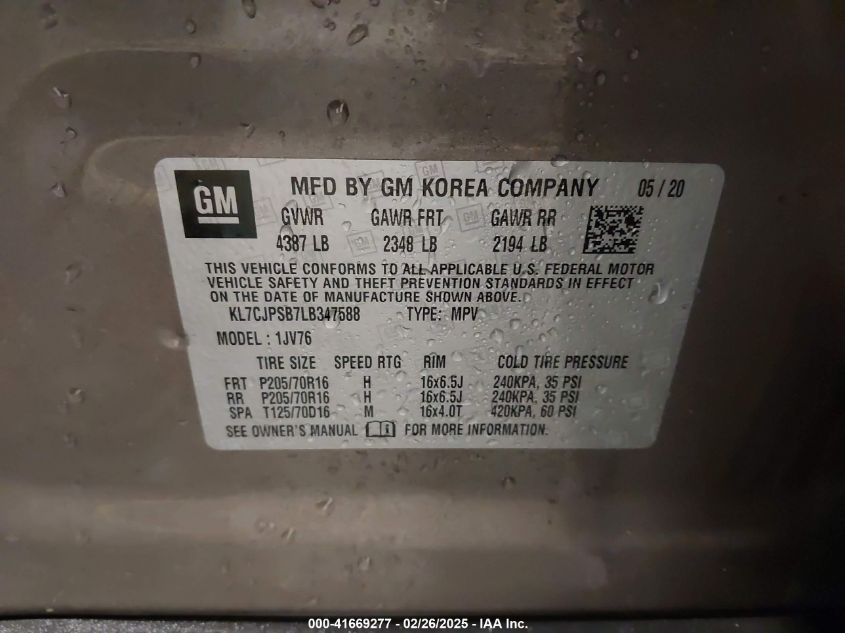 GM MFD BY GM KOREA COMPANY 05 / 20
GVWR GAWR FRT GAWR RR
4387 LB 2348 LB 2194 LB
THIS VEHICLE CONFORMS TO ALL APPLICABLE U.S. FEDERAL MOTOR
VEHICLE SAFETY AND THEFT PREVENTION STANDARDS IN EFFECT
ON THE DATE OF MANUFACTURE SHOWN ABOVE.
KL7CJPSB7LB347588 TYPE: MPV
MODEL : 1JV76
TIRE SIZE SPEED RTG RIM COLD TIRE PRESSURE
FRT P205/70R16 H 16x6.5J 240KPA, 35 PSI
RR P205/70R16 H 16x6.5J 240KPA, 35 PSI
SPA T125/70D16 M 16x4.0T 420KPA, 60 PSI
SEE OWNER'S MANUAL FOR MORE INFORMATION.
000-41669277 - 02/26/2025 - IAA Inc.